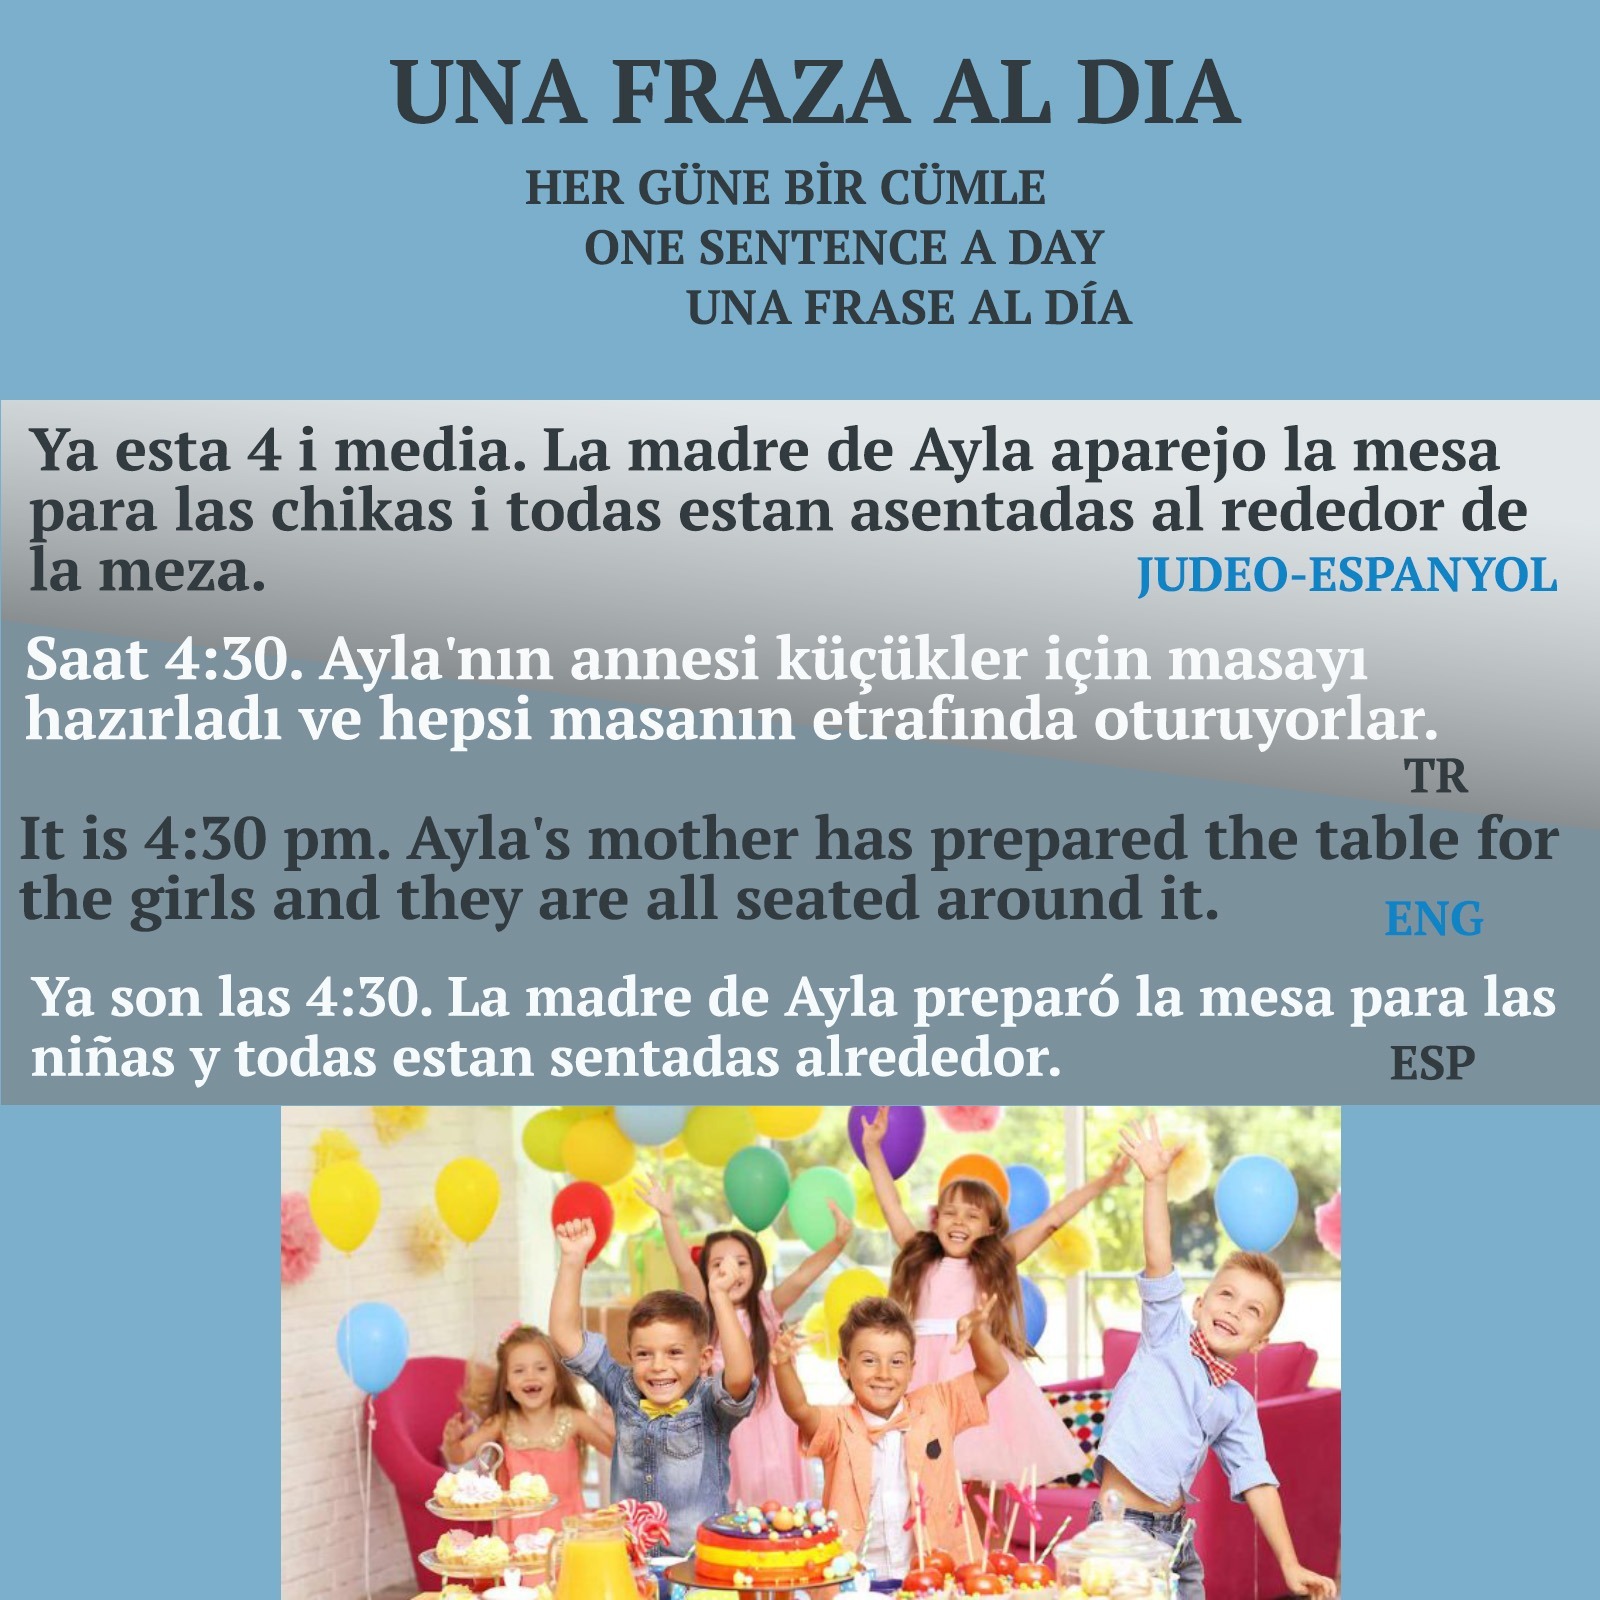 UNA FRAZA AL DIA
HER GÜNE BİR CÜMLE
ONE SENTENCE A DAY
UNA FRASE AL DÍA
Ya esta 4 i media. La madre de Ayla aparejo la mesa
para las chikas i todas estan asentadas al rededor de
la meza.
JUDEO-ESPANYOL
Saat 4:30. Ayla'nın annesi küçükler için masayı
hazırladı ve hepsi masanın etrafında oturuyorlar.
TR
It is 4:30 pm. Ayla's mother has prepared the table for
the girls and they are all seated around it.
ENG
Ya son las 4:30. La madre de Ayla preparó la mesa para las
niñas y todas estan sentadas alrededor.
ESP